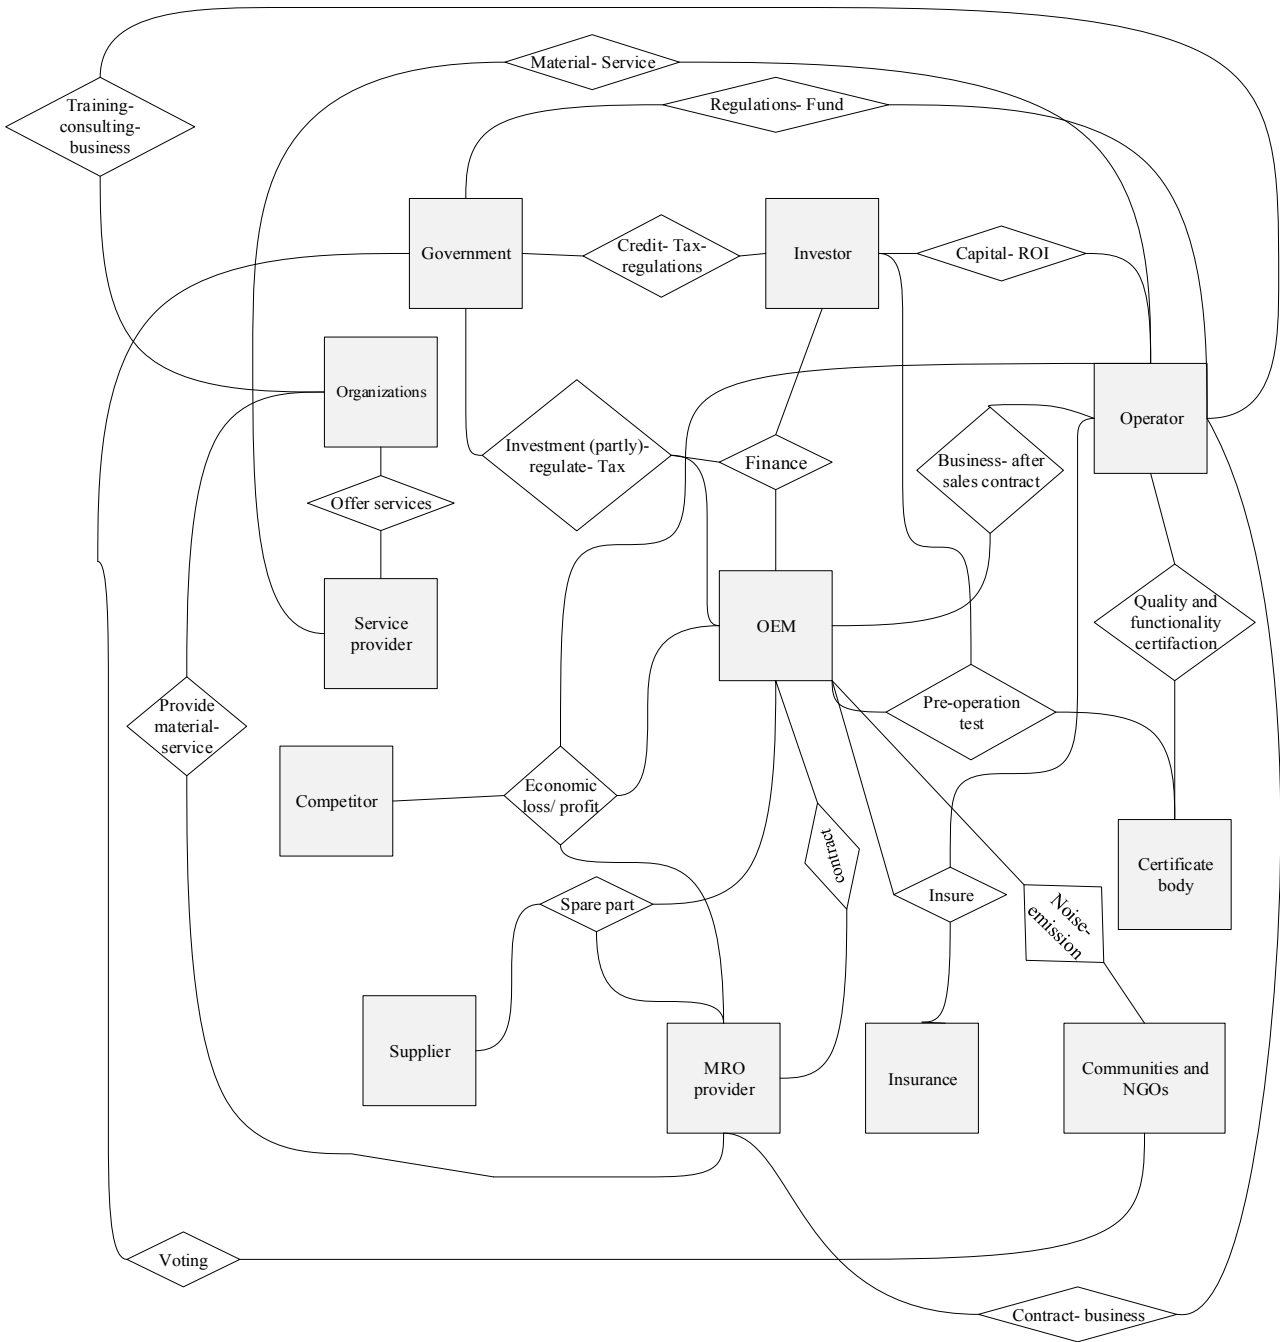 Material- Service
Training-
consulting-
business
Regulations- Fund
Government
Credit- Tax-
regulations
Investor
Capital- ROI
Organizations
Operator
Investment (partly)-
regulate- Tax
Finance
Business- after
sales contract
Offer services
Service
provider
OEM
Quality and
functionality
certifaction
Provide
material-
service
Pre-operation
test
Competitor
Economic
loss/ profit
contract
Certificate
body
Spare part
Insure
Noise-
emission
Supplier
MRO
provider
Insurance
Communities and
NGOs
Voting
Contract- business